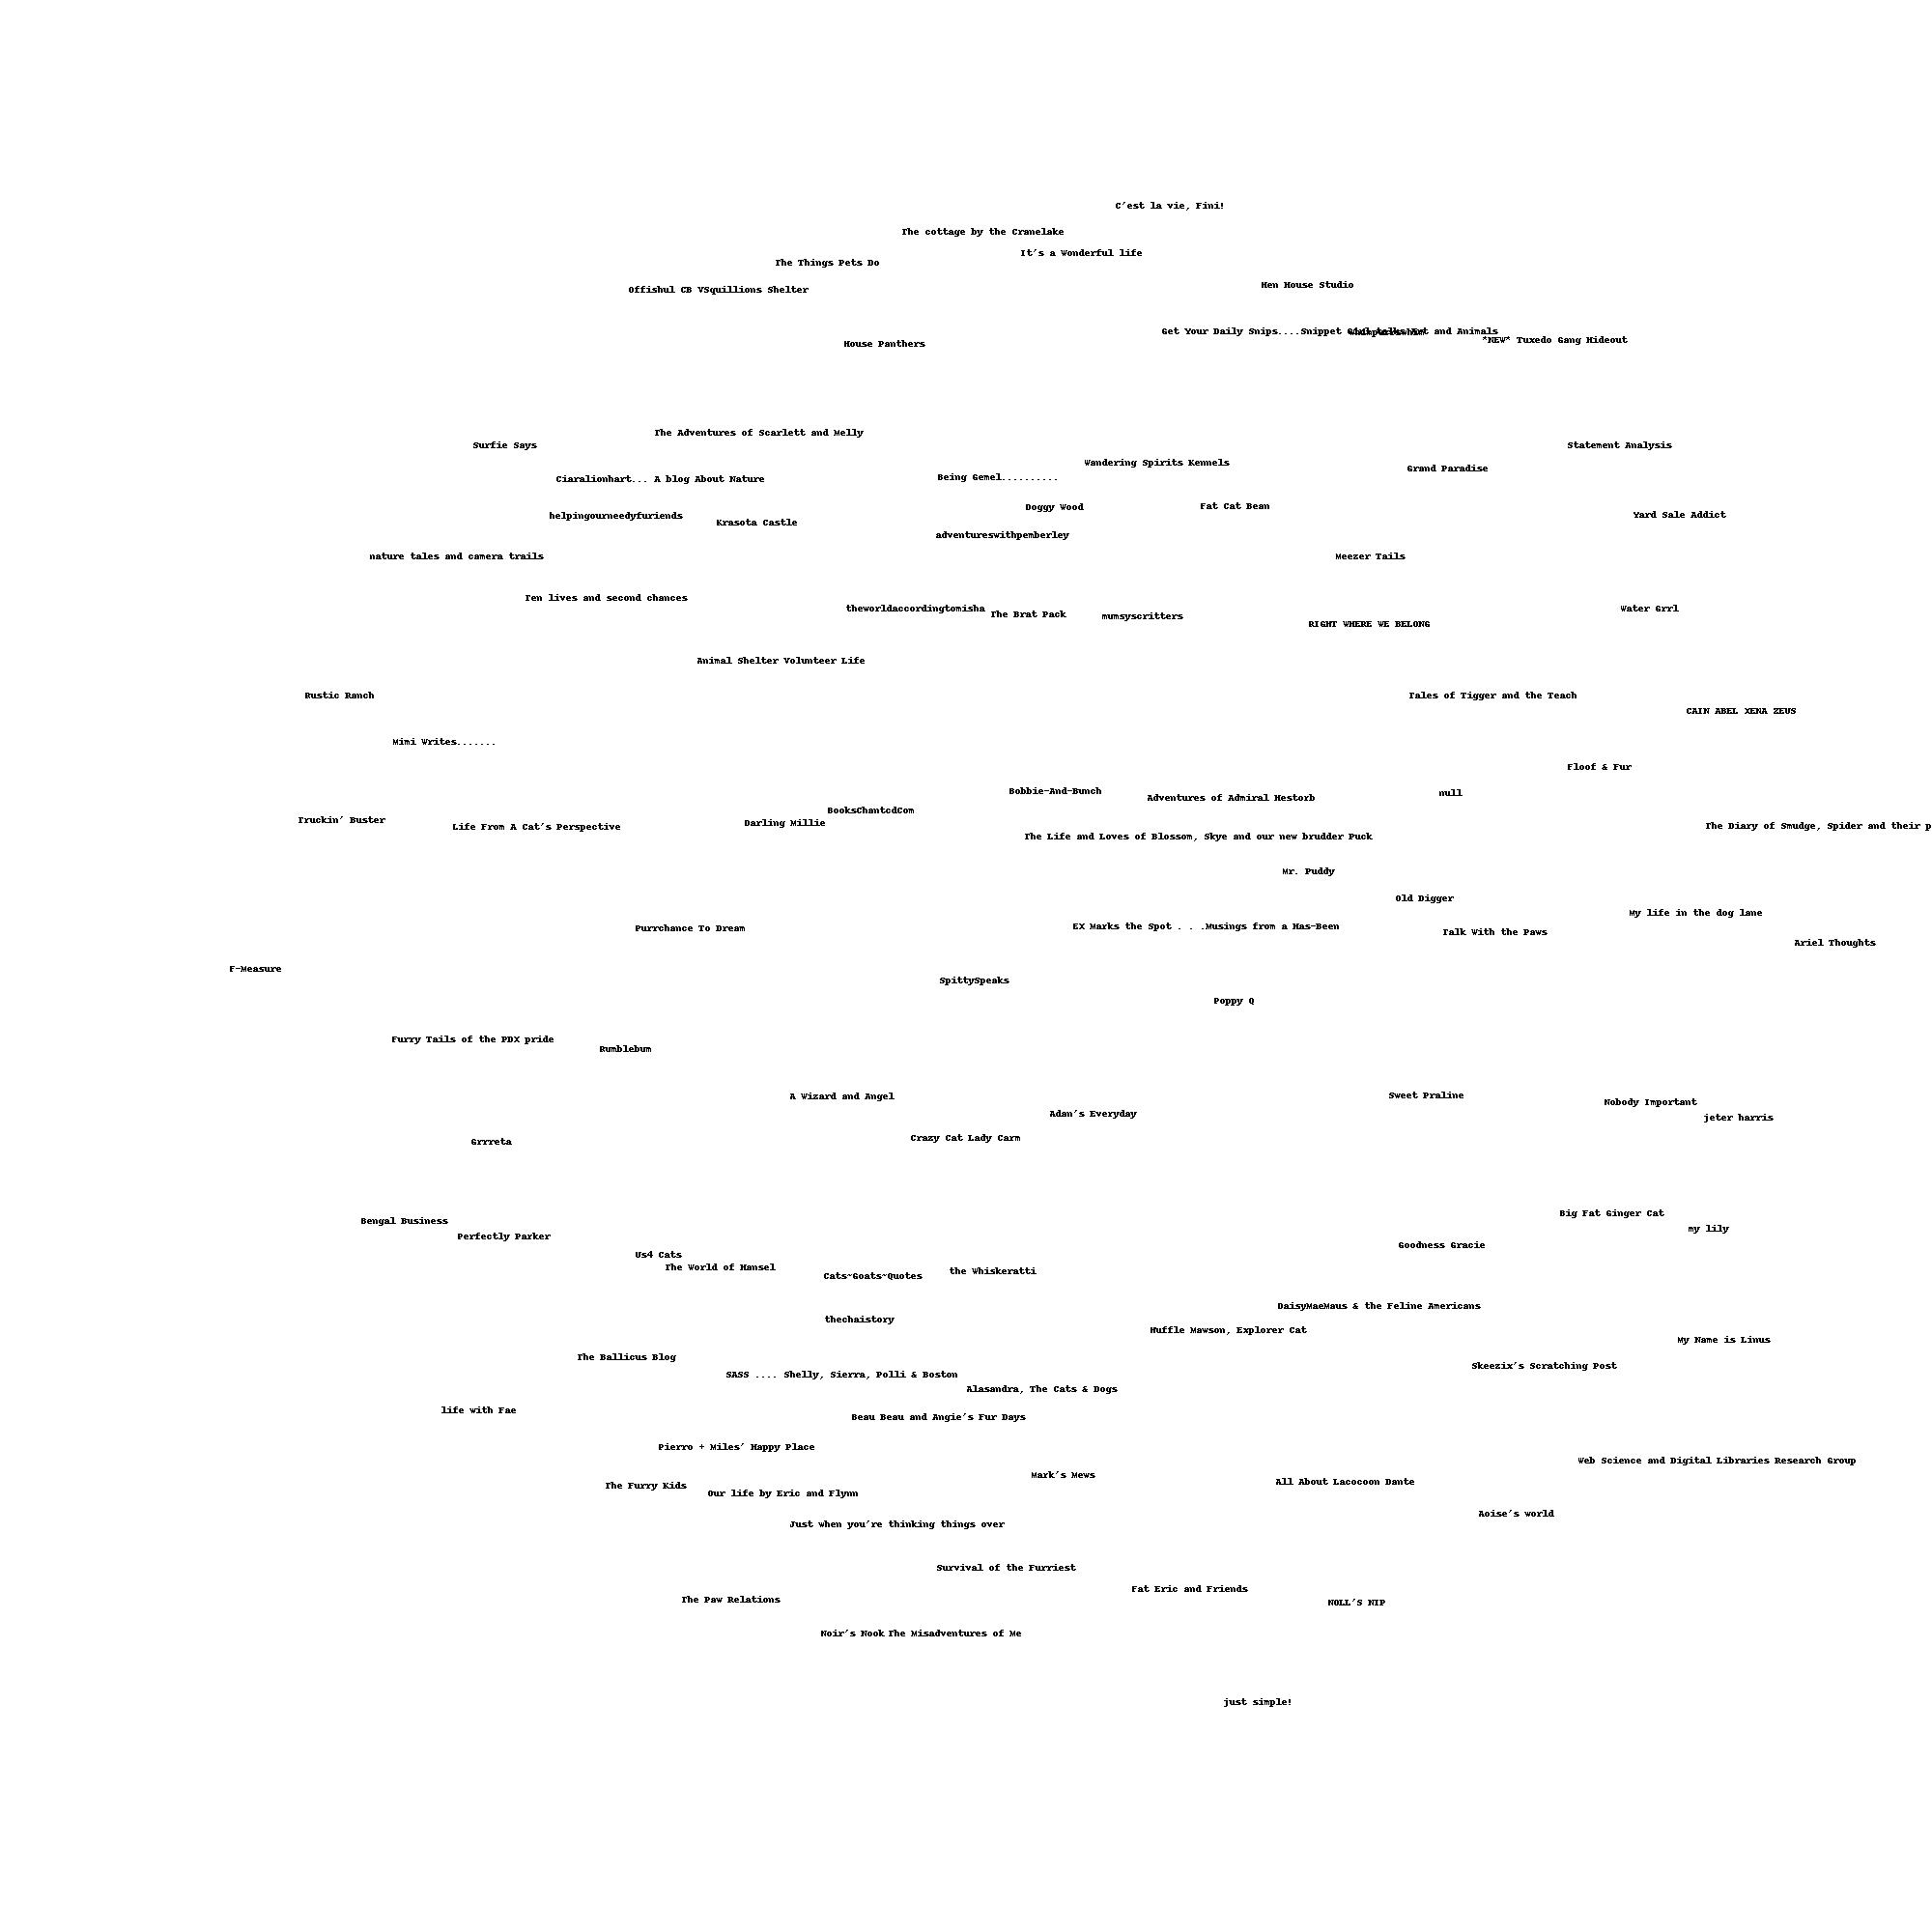 C'est la vie, Fini!
The cottage by the Cranelake
It's a Wonderful life
The Things Pets Do
Hen House Studio
Offishul CB VSquillions Shelter
Get Your Daily Snips....Snippet Girl talks Art and Animals
*NEW* Tuxedo Gang Hideout
House Panthers
The Adventures of Scarlett and Melly
Surfie Says
Statement Analysis
Wandering Spirits Kennels
Grand Paradise
Ciaralionhart... A blog About Nature
Being Gemel..........
Doggy Wood
Fat Cat Bean
helpingourneedyfuriends
Yard Sale Addict
Krasota Castle
adventureswithpemberley
nature tales and camera trails
Meezer Tails
Ten lives and second chances
theworldaccordingtomisha
Water Grrl
The Brat Pack
mumsyscritters
RIGHT WHERE WE BELONG
Animal Shelter Volunteer Life
Rustic Ranch
Tales of Tigger and the Teach
CAIN ABEL XENA ZEUS
Mimi Writes.......
Floof & Fur
Bobbie-And-Bunch
null
Adventures of Admiral Hestorb
BooksChantcdCom
Truckin' Buster
Darling Millie
Life From A Cat's Perspective
The Diary of Smudge, Spider and their p
The Life and Loves of Blossom, Skye and our new brudder Puck
Mr. Puddy
Old Digger
My life in the dog lane
EX Marks the Spot . . .Musings from a Has-Been
Purrchance To Dream
Talk With the Paws
Ariel Thoughts
F-Measure
SpittySpeaks
Poppy Q
Furry Tails of the PDX pride
Rumblebum
Sweet Praline
A Wizard and Angel
Nobody Important
Adan's Everyday
jeter harris
Crazy Cat Lady Carm
Grrreta
Big Fat Ginger Cat
Bengal Business
my lily
Perfectly Parker
Goodness Gracie
Us4 Cats
The World of Hansel
the Whiskeratti
Cats~Goats~Quotes
DaisyMaeMaus & the Feline Americans
thechaistory
Huffle Mawson, Explorer Cat
My Name is Linus
The Ballicus Blog
Skeezix's Scratching Post
SASS .... Shelly, Sierra, Polli & Boston
Alasandra, The Cats & Dogs
life with Fae
Beau Beau and Angie's Fur Days
Pierro + Miles' Happy Place
Web Science and Digital Libraries Research Group
Mark's Mews
All About Lacocoon Dante
The Furry Kids
Our life by Eric and Flynn
Aoise's world
Just when you're thinking things over
Survival of the Furriest
Fat Eric and Friends
The Paw Relations
NOLL'S NIP
Noir's Nook
The Misadventures of Me
just simple!